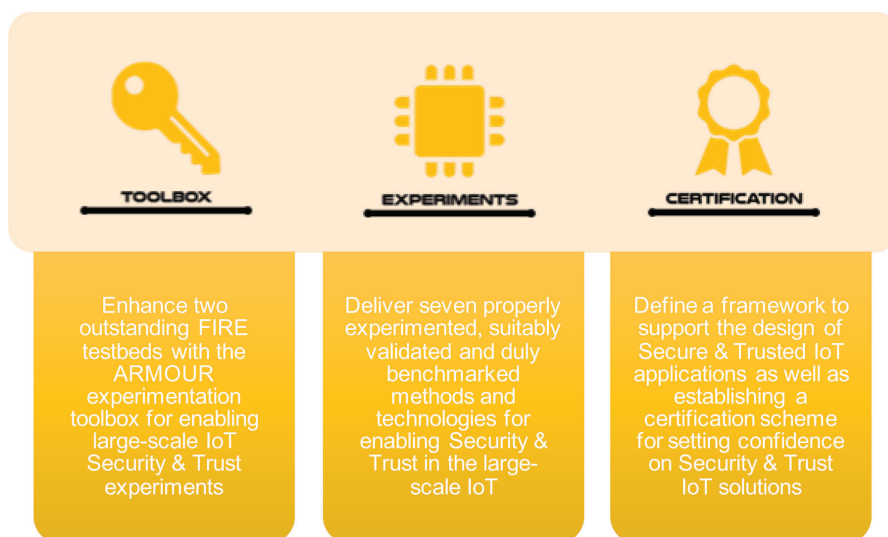 TOOLBOX
EXPERIMENTS
CERTIFICATION
Enhance two
outstanding FIRE
testbeds with the
ARMOUR
experimentation
toolbox for enabling
large-scale IoT
Security & Trust
experiments
Deliver seven properly
experimented, suitably
validated and duly
benchmarked
methods and
technologies for
enabling Security &
Trust in the large-
scale IoT
Define a framework to
support the design of
Secure & Trusted IoT
applications as well as
establishing a
certification scheme
for setting confidence
on Security & Trust
IoT solutions